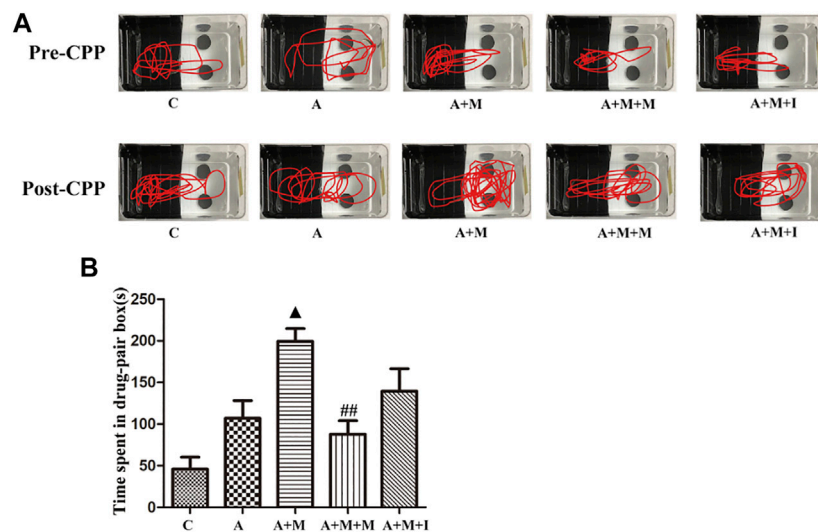 A
Pre-CPP
C A A+M A+M+M A+M+I
Post-CPP
C A A+M A+M+M A+M+I
B
Time spent in drug-pair box(s)
250
200
150
100
50
0
▲
##
C A A+M A+M+M A+M+I